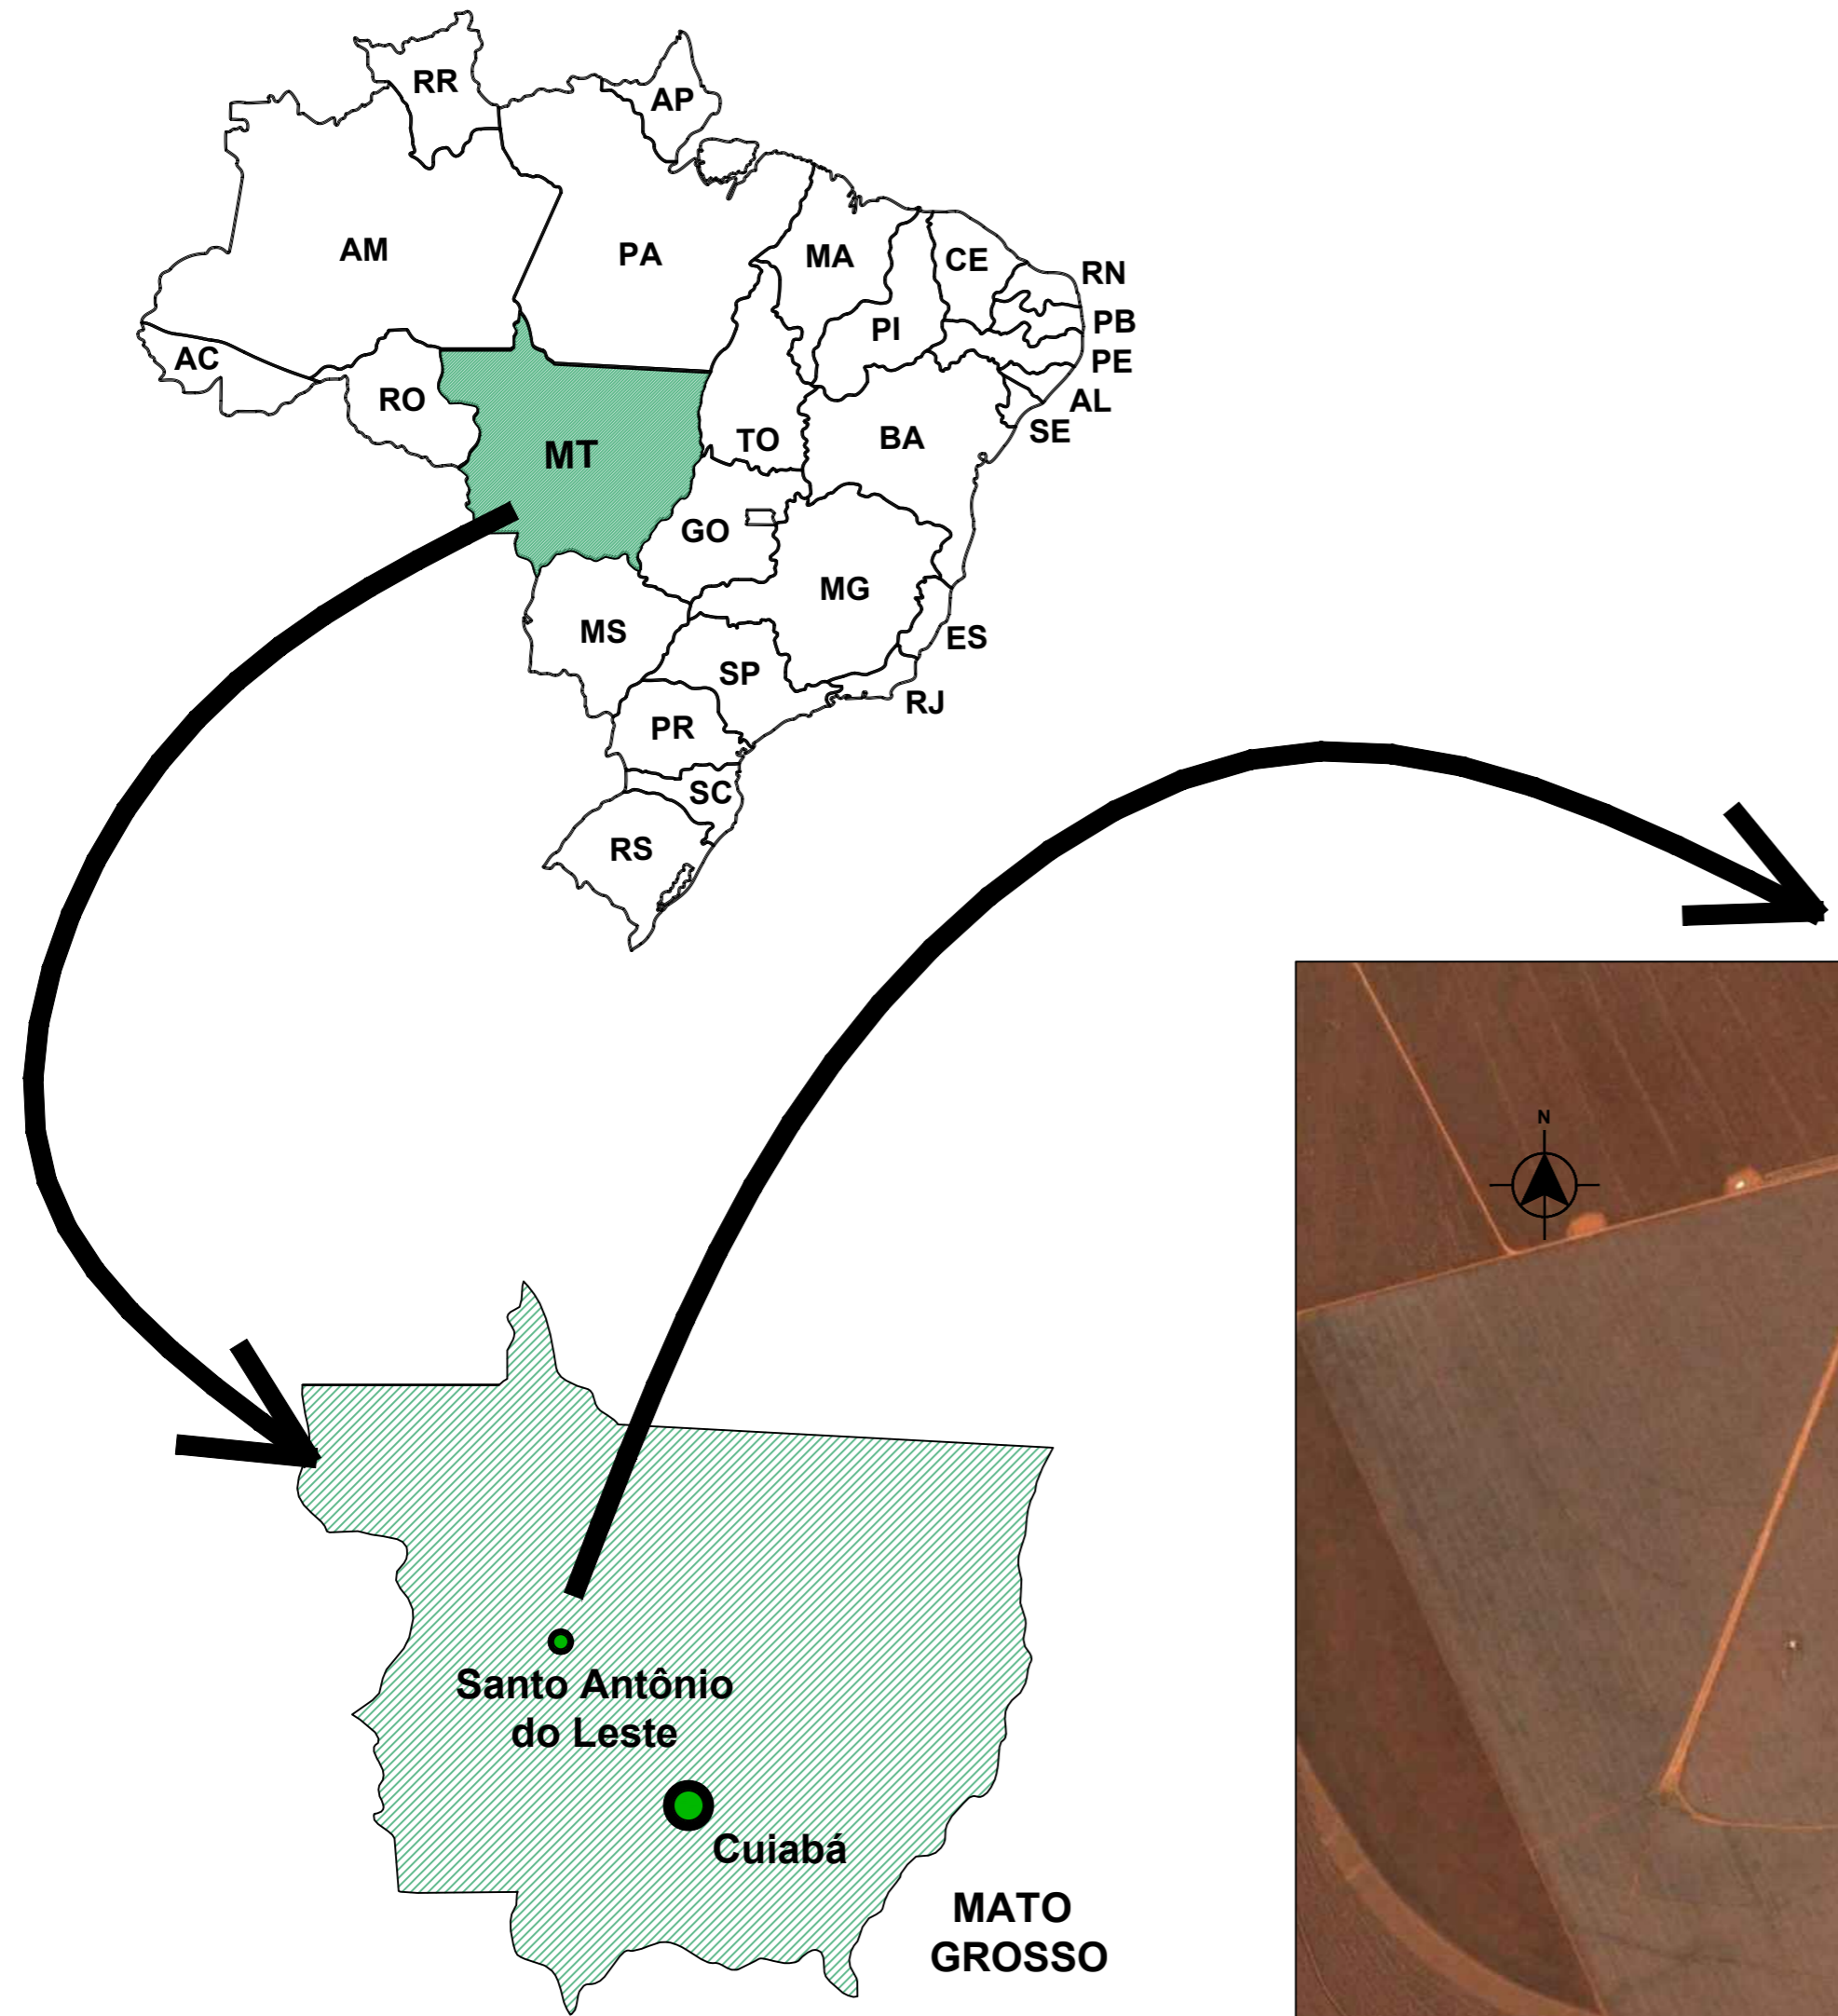 RR
AP
AM
PA
MA
CE
RN
PI
PB
PE
AC
RO
AL
SE
MT
TO
BA
GO
MG
MS
ES
SP
RJ
PR
SC
RS
N
Santo Antônio
do Leste
Cuiabá
MATO
GROSSO